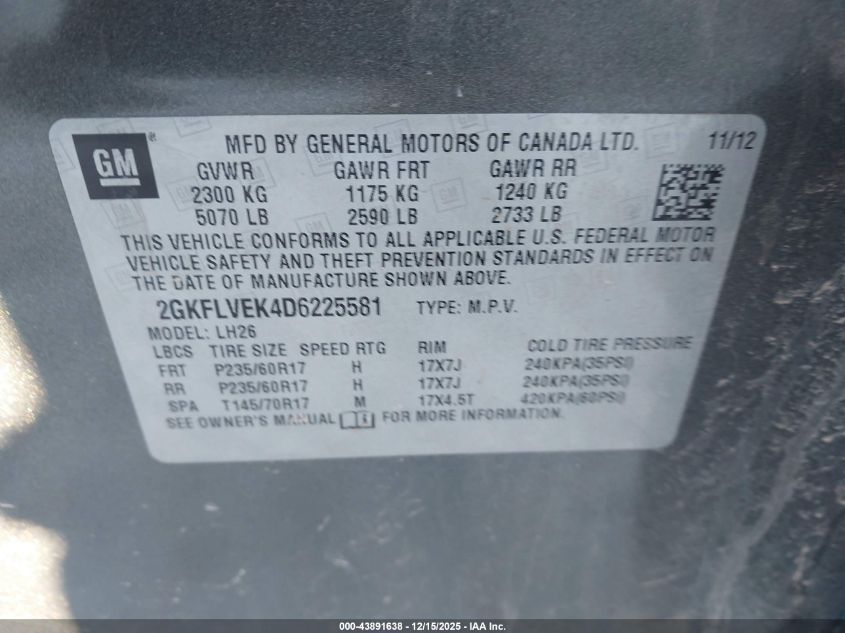 GM®
MFD BY GENERAL MOTORS OF CANADA LTD. 11/12
GVWR GAWR FRT GAWR RR
2300 KG 1175 KG 1240 KG
5070 LB 2590 LB 2733 LB
THIS VEHICLE CONFORMS TO ALL APPLICABLE U.S. FEDERAL MOTOR
VEHICLE SAFETY AND THEFT PREVENTION STANDARDS IN EFFECT ON
THE DATE OF MANUFACTURE SHOWN ABOVE.
2GKFLVEK4D6225581 TYPE: M.P.V.
MODEL: LH26
LBCS TIRE SIZE SPEED RTG RIM COLD TIRE PRESSURE
FRT P235/60R17 H 17X7J 240KPA(35PSI)
RR P235/60R17 H 17X7J 240KPA(35PSI)
SPA T145/70R17 M 17X4.5T 420KPA(60PSI)
SEE OWNER'S MANUAL FOR MORE INFORMATION.
000-43891638 - 12/15/2025 - IAA Inc.